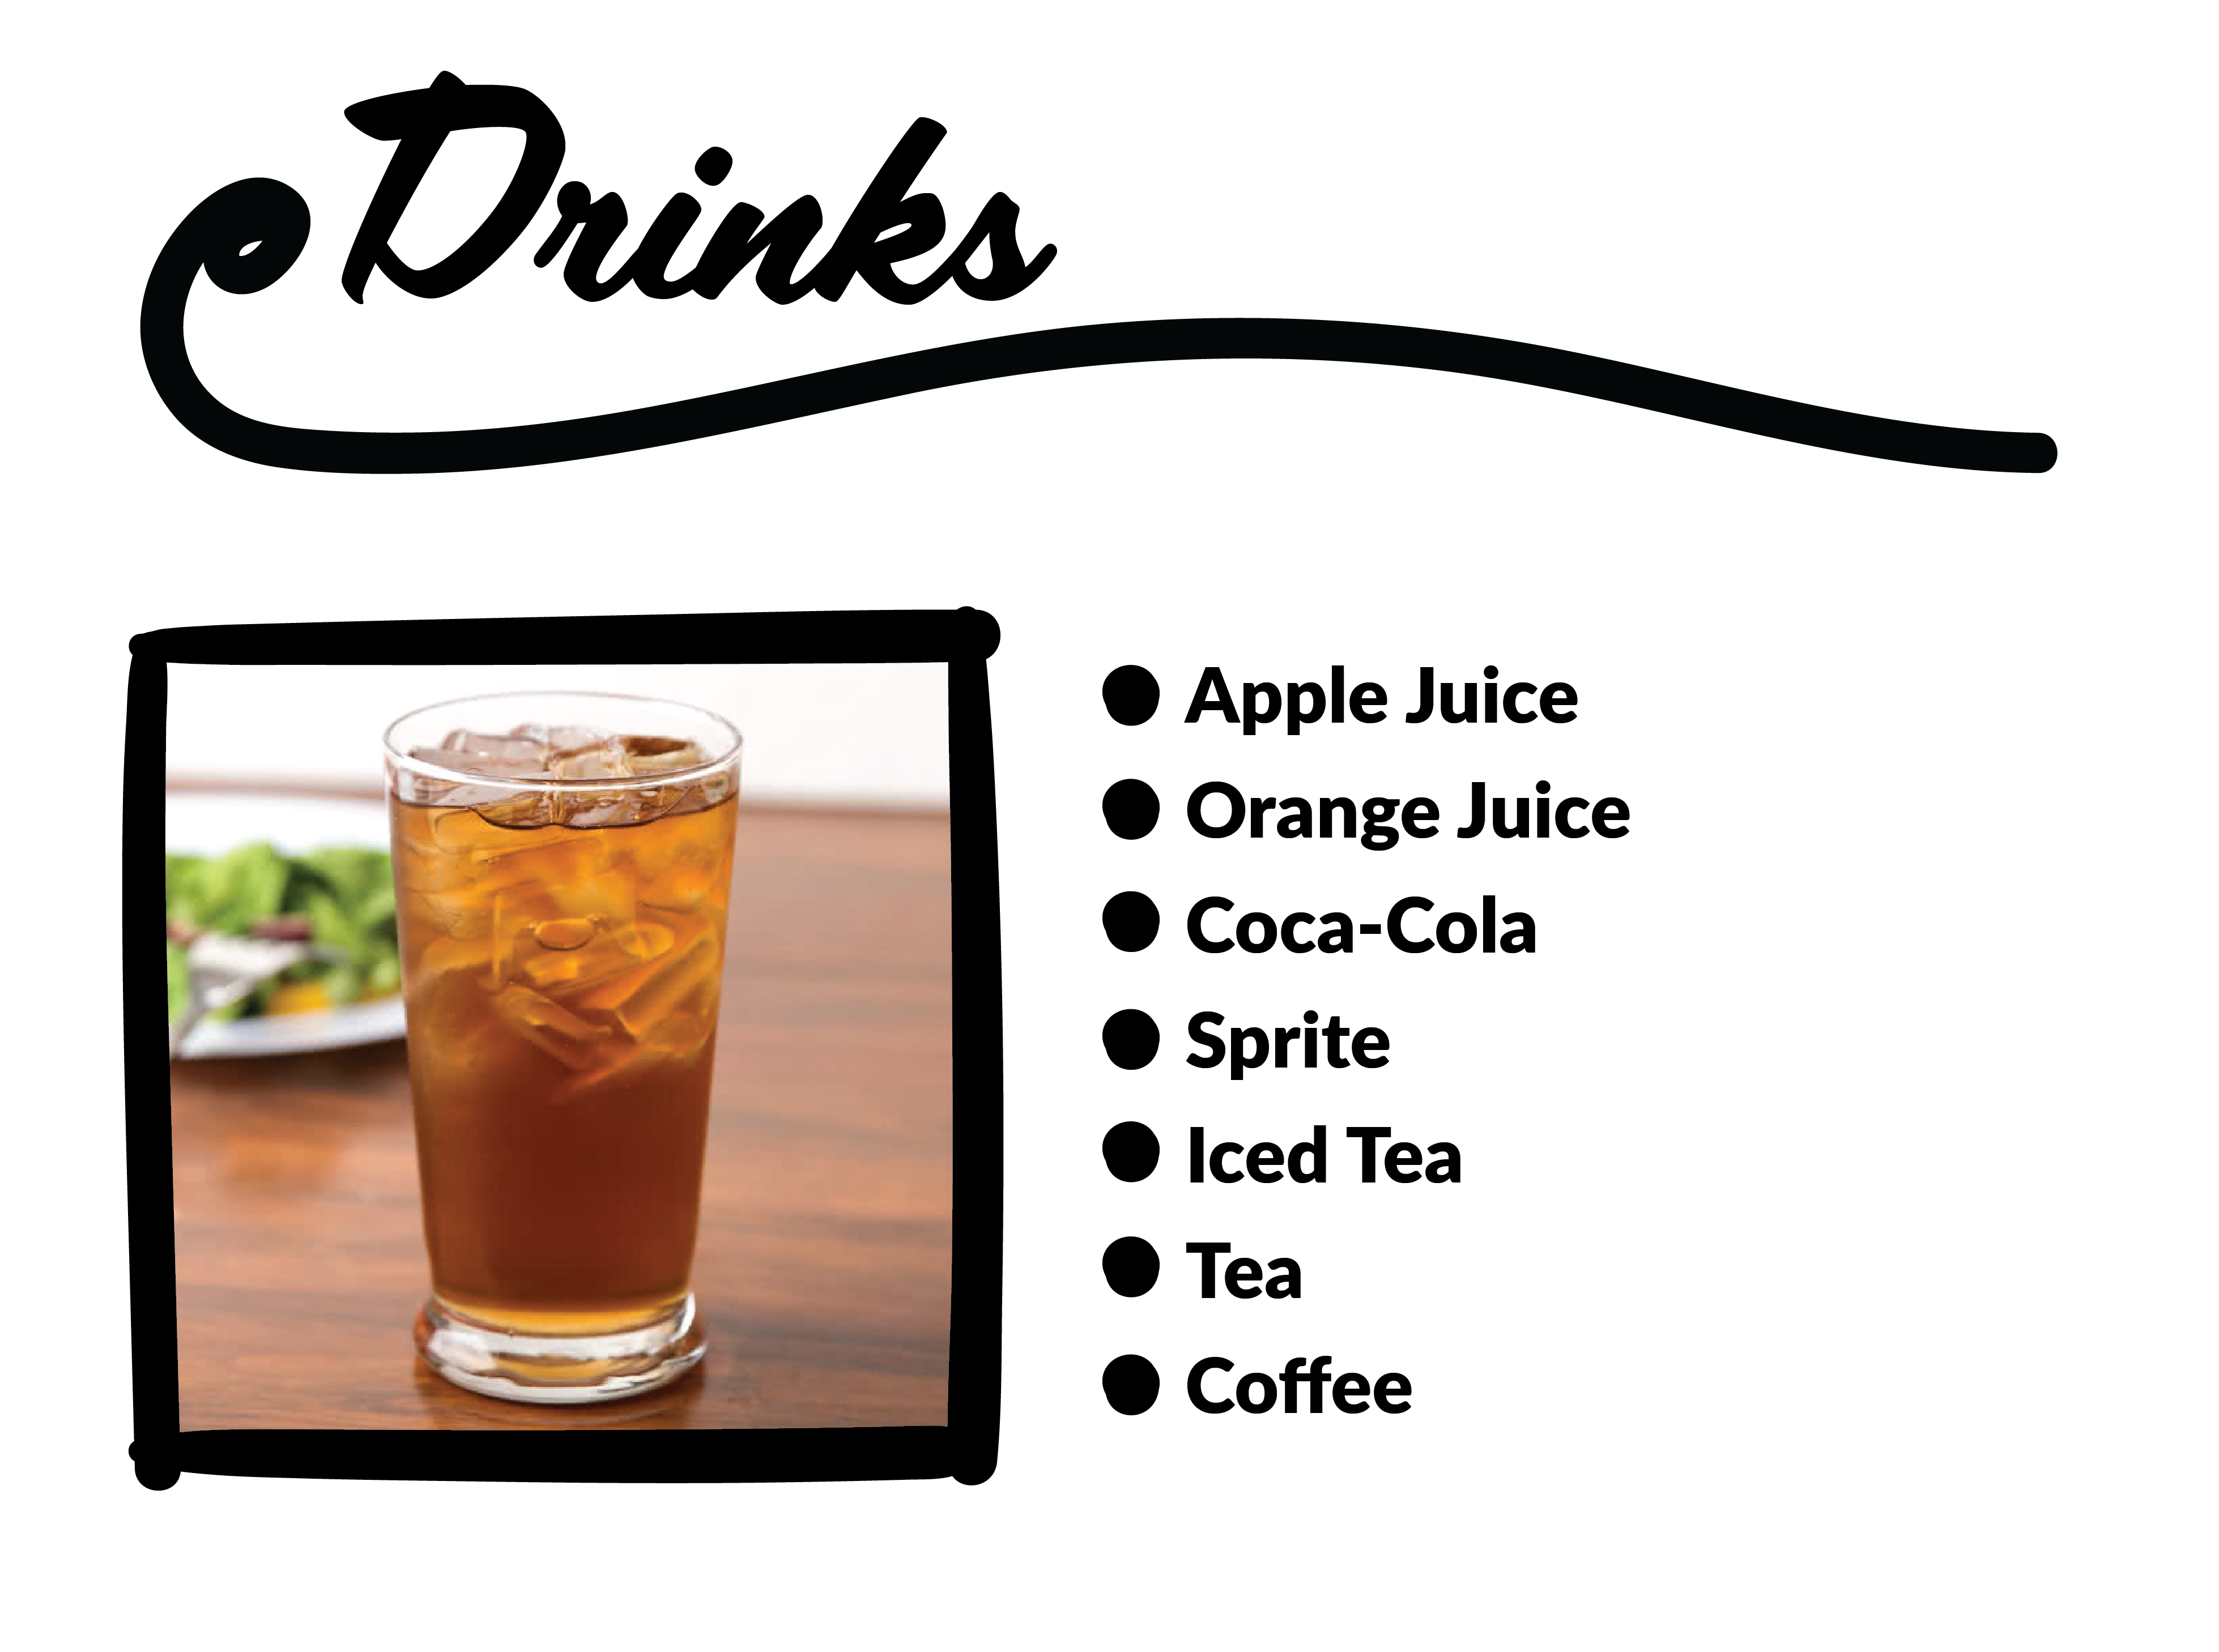 Drinks
Apple Juice
Orange Juice
Coca-Cola
Sprite
Iced Tea
Tea
Coffee